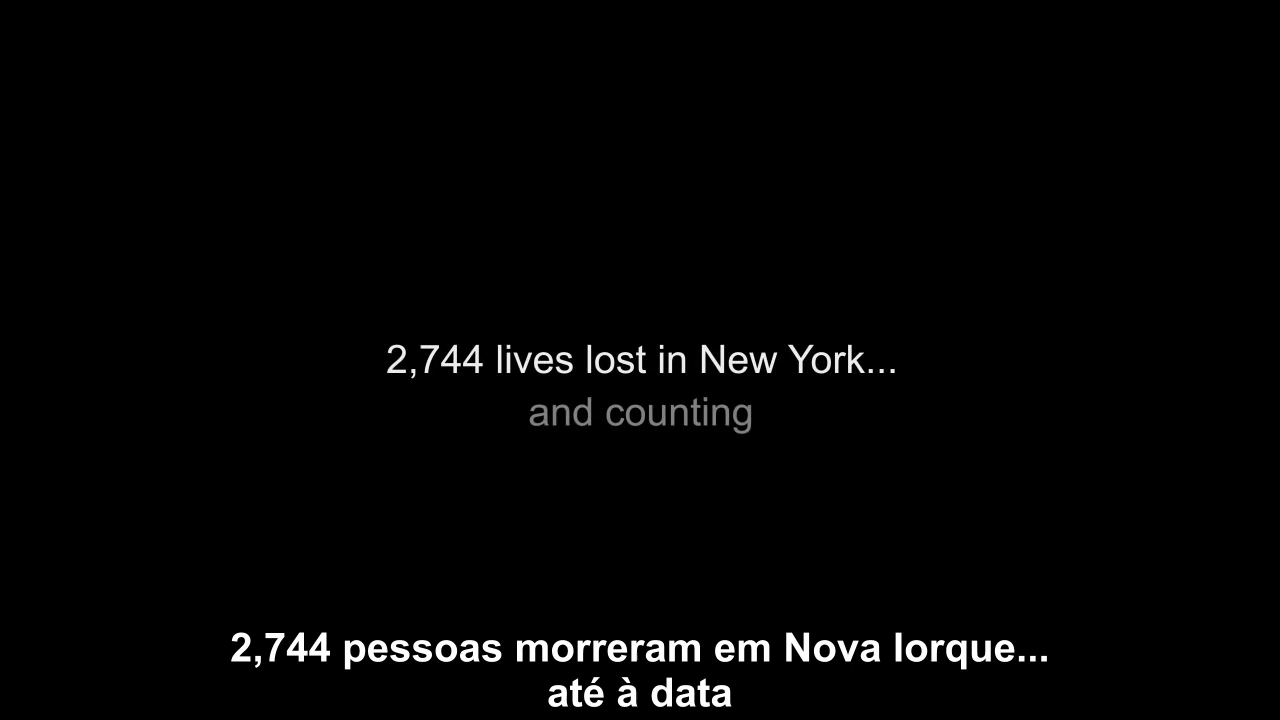 2,744 lives lost in New York...
and counting
2,744 pessoas morreram em Nova Iorque...
até à data